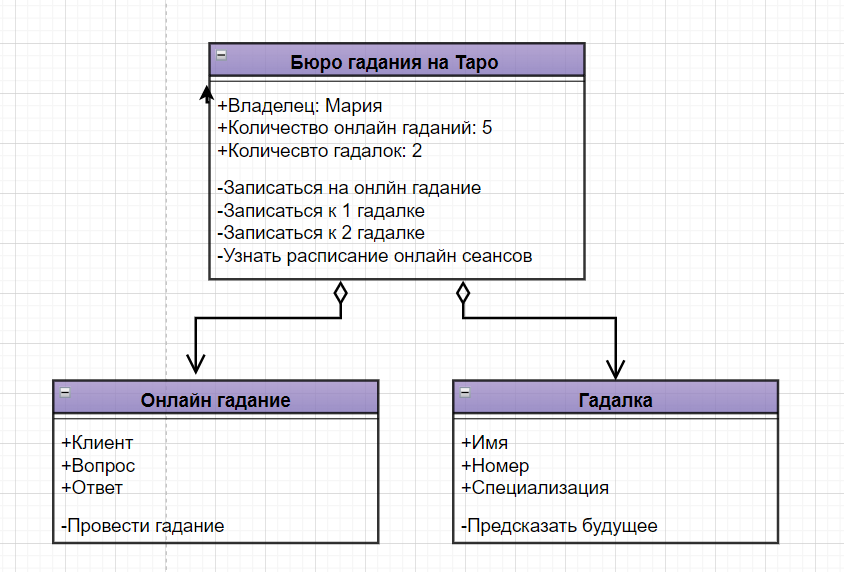 Бюро гадания на Таро
+Владелец: Мария
+Количество онлайн гаданий: 5
+Количесвто гадалок: 2
-Записаться на онлйн гадание
-Записаться к 1 гадалке
-Записаться к 2 гадалке
-Узнать расписание онлайн сеансов
Онлайн гадание
+Клиент
+Вопрос
+Ответ
-Провести гадание
Гадалка
+Имя
+Номер
+Специализация
-Предсказать будущее